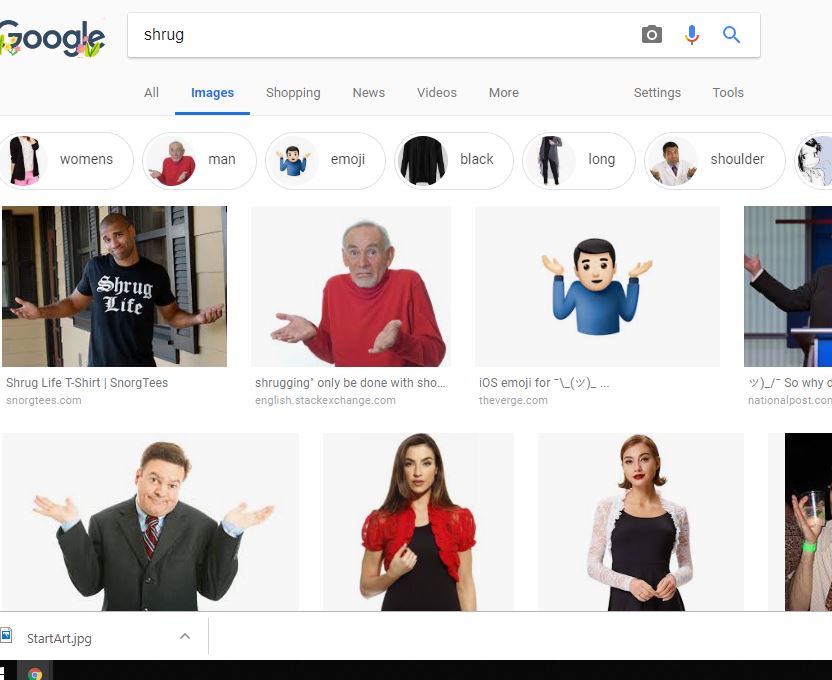 Google
shrug
All Images Shopping News Videos More Settings Tools
womens man emoji black long shoulder
Shrug Life
Shrug Life T-Shirt | SnorgTees
snorgtees.com
shrugging" only be done with sho...
english.stackexchange.com
iOS emoji for ¯\_(ツ)_ ...
theverge.com
ツ)_/¯ So why d
nationalpost.com
StartArt.jpg